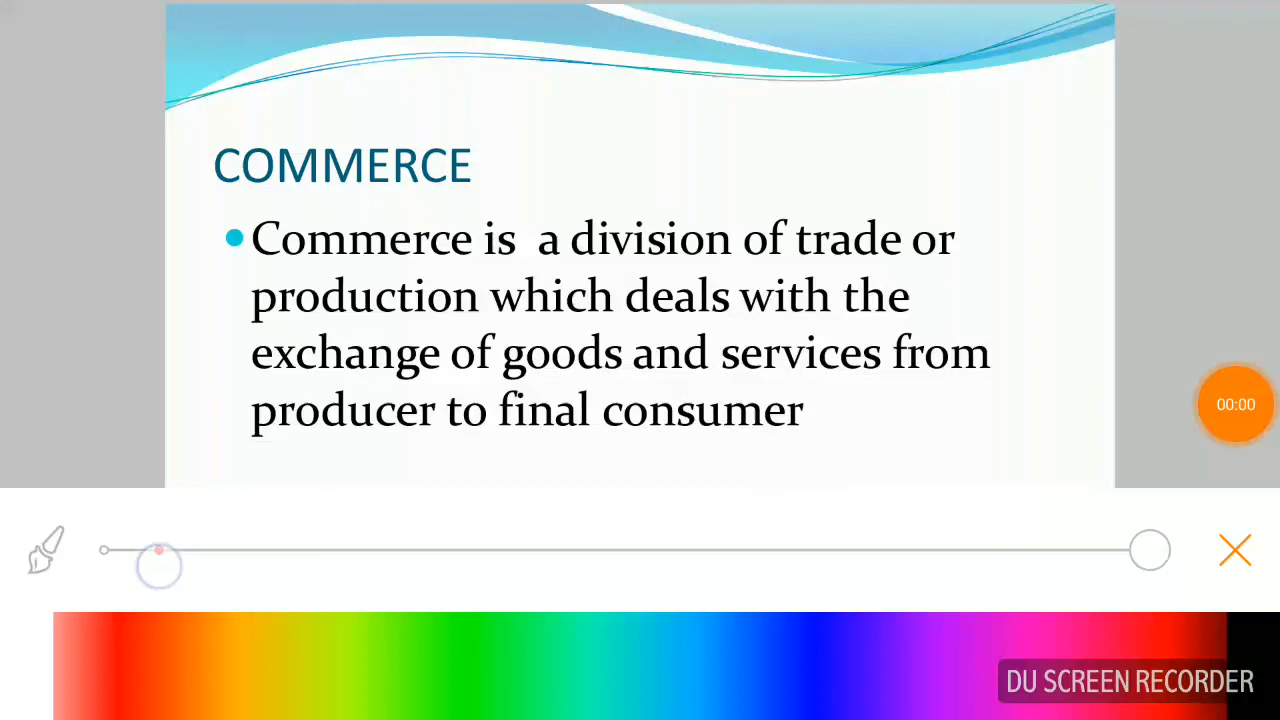 COMMERCE
Commerce is a division of trade or
production which deals with the
exchange of goods and services from
producer to final consumer
00:00
DU SCREEN RECORDER